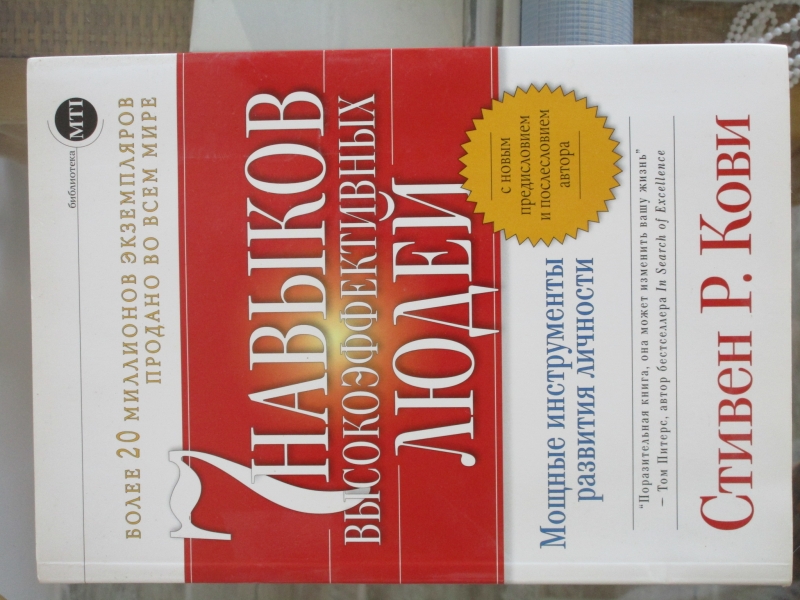 библиотека MTI
БОЛЕЕ 20 МИЛЛИОНОВ ЭКЗЕМПЛЯРОВ
ПРОДАНО ВО ВСЕМ МИРЕ
7 НАВЫКОВ
ВЫСОКОЭФФЕКТИВНЫХ
ЛЮДЕЙ
с новым
предисловием
и послесловием
автора
Мощные инструменты
развития личности
"Поразительная книга, она может изменить вашу жизнь"
– Том Питерс, автор бестселлера In Search of Excellence
Стивен Р. Кови